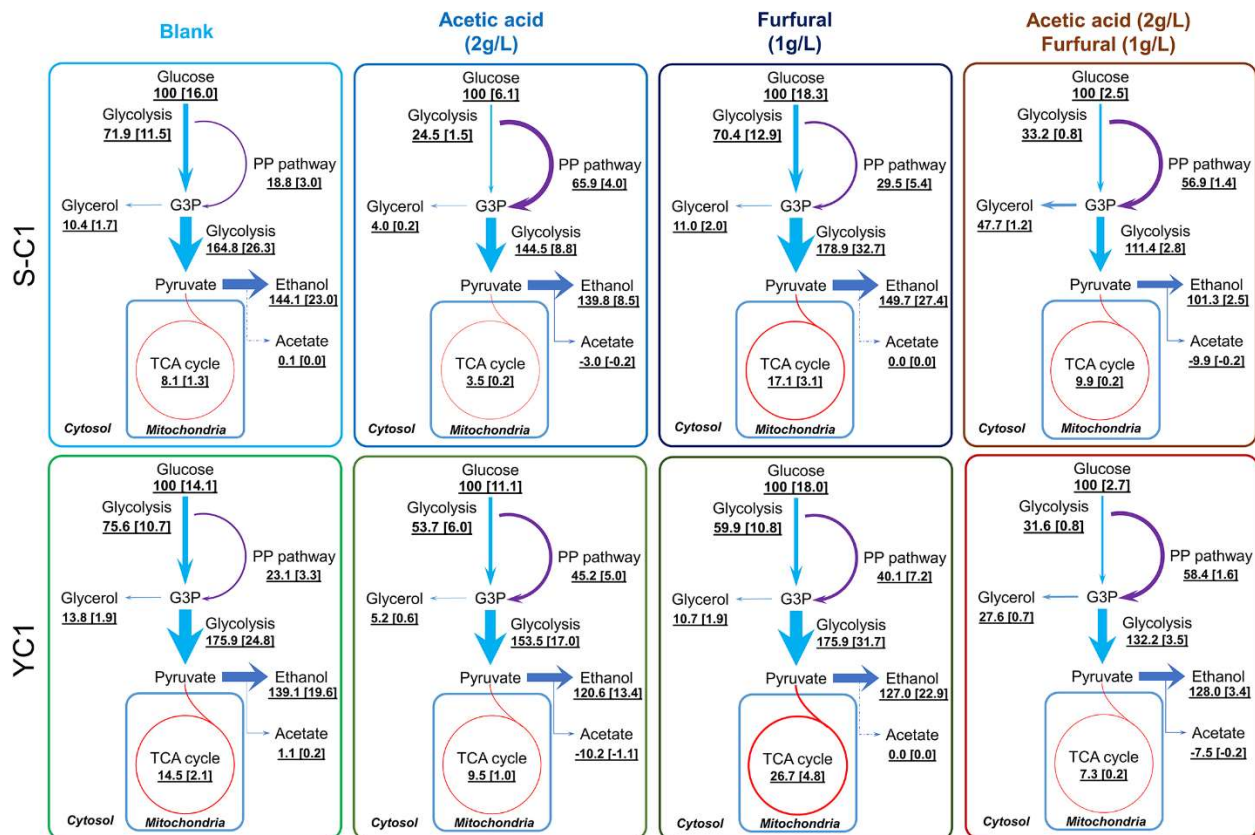 Blank
Acetic acid
(2g/L)
Furfural
(1g/L)
Acetic acid (2g/L)
Furfural (1g/L)
S-C1
Glucose
100 [16.0]
Glycolysis
71.9 [11.5]
PP pathway
18.8 [3.0]
Glycerol
10.4 [1.7]
G3P
Glycolysis
164.8 [26.3]
Pyruvate
Ethanol
144.1 [23.0]
Acetate
0.1 [0.0]
TCA cycle
8.1 [1.3]
Cytosol
Mitochondria
Glucose
100 [6.1]
Glycolysis
24.5 [1.5]
PP pathway
65.9 [4.0]
Glycerol
4.0 [0.2]
G3P
Glycolysis
144.5 [8.8]
Pyruvate
Ethanol
139.8 [8.5]
Acetate
-3.0 [-0.2]
TCA cycle
3.5 [0.2]
Cytosol
Mitochondria
Glucose
100 [18.3]
Glycolysis
70.4 [12.9]
PP pathway
29.5 [5.4]
Glycerol
11.0 [2.0]
G3P
Glycolysis
178.9 [32.7]
Pyruvate
Ethanol
149.7 [27.4]
Acetate
0.0 [0.0]
TCA cycle
17.1 [3.1]
Cytosol
Mitochondria
Glucose
100 [2.5]
Glycolysis
33.2 [0.8]
PP pathway
56.9 [1.4]
Glycerol
47.7 [1.2]
G3P
Glycolysis
111.4 [2.8]
Pyruvate
Ethanol
101.3 [2.5]
Acetate
-9.9 [-0.2]
TCA cycle
9.9 [0.2]
Cytosol
Mitochondria
YC1
Glucose
100 [14.1]
Glycolysis
75.6 [10.7]
PP pathway
23.1 [3.3]
Glycerol
13.8 [1.9]
G3P
Glycolysis
175.9 [24.8]
Pyruvate
Ethanol
139.1 [19.6]
Acetate
1.1 [0.2]
TCA cycle
14.5 [2.1]
Cytosol
Mitochondria
Glucose
100 [11.1]
Glycolysis
53.7 [6.0]
PP pathway
45.2 [5.0]
Glycerol
5.2 [0.6]
G3P
Glycolysis
153.5 [17.0]
Pyruvate
Ethanol
120.6 [13.4]
Acetate
-10.2 [-1.1]
TCA cycle
9.5 [1.0]
Cytosol
Mitochondria
Glucose
100 [18.0]
Glycolysis
59.9 [10.8]
PP pathway
40.1 [7.2]
Glycerol
10.7 [1.9]
G3P
Glycolysis
175.9 [31.7]
Pyruvate
Ethanol
127.0 [22.9]
Acetate
0.0 [0.0]
TCA cycle
26.7 [4.8]
Cytosol
Mitochondria
Glucose
100 [2.7]
Glycolysis
31.6 [0.8]
PP pathway
58.4 [1.6]
Glycerol
27.6 [0.7]
G3P
Glycolysis
132.2 [3.5]
Pyruvate
Ethanol
128.0 [3.4]
Acetate
-7.5 [-0.2]
TCA cycle
7.3 [0.2]
Cytosol
Mitochondria